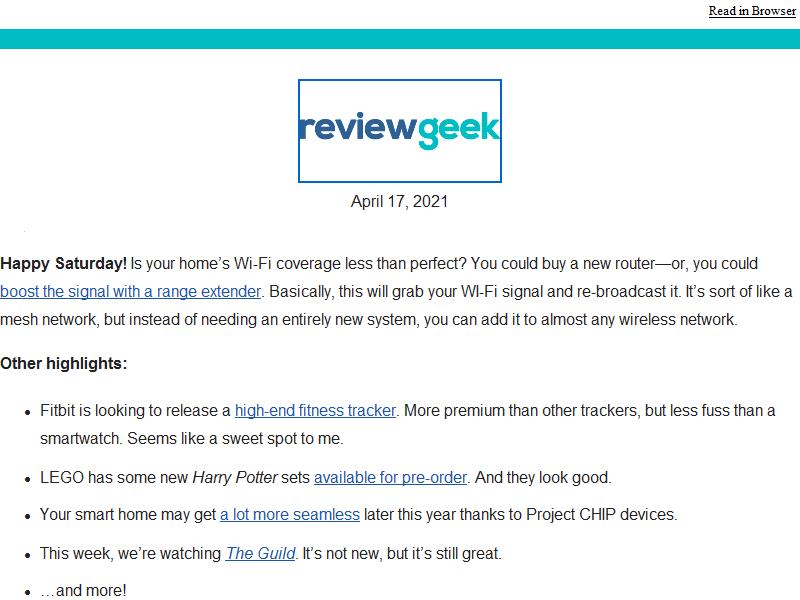 Read in Browser
reviewgeek
April 17, 2021
Happy Saturday! Is your home’s Wi-Fi coverage less than perfect? You could buy a new router—or, you could
boost the signal with a range extender. Basically, this will grab your WI-Fi signal and re-broadcast it. It’s sort of like a
mesh network, but instead of needing an entirely new system, you can add it to almost any wireless network.
Other highlights:
• Fitbit is looking to release a high-end fitness tracker. More premium than other trackers, but less fuss than a
smartwatch. Seems like a sweet spot to me.
• LEGO has some new Harry Potter sets available for pre-order. And they look good.
• Your smart home may get a lot more seamless later this year thanks to Project CHIP devices.
• This week, we’re watching The Guild. It’s not new, but it’s still great.
• …and more!